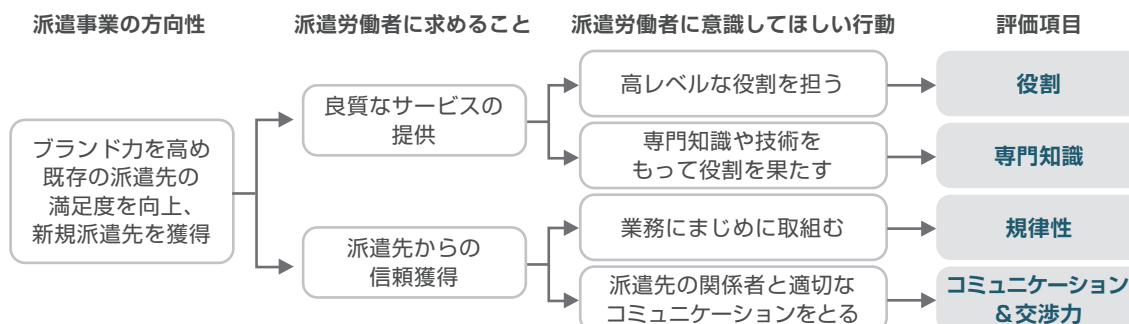 派遣事業の方向性
派遣労働者に求めること
派遣労働者に意識してほしい行動
評価項目
ブランド力を高め
既存の派遣先の
満足度を向上、
新規派遣先を獲得
良質なサービスの
提供
派遣先からの
信頼獲得
高レベルな役割を担う
専門知識や技術を
もって役割を果たす
業務にまじめに取組む
派遣先の関係者と適切な
コミュニケーションをとる
役割
専門知識
規律性
コミュニケーション
&交渉力